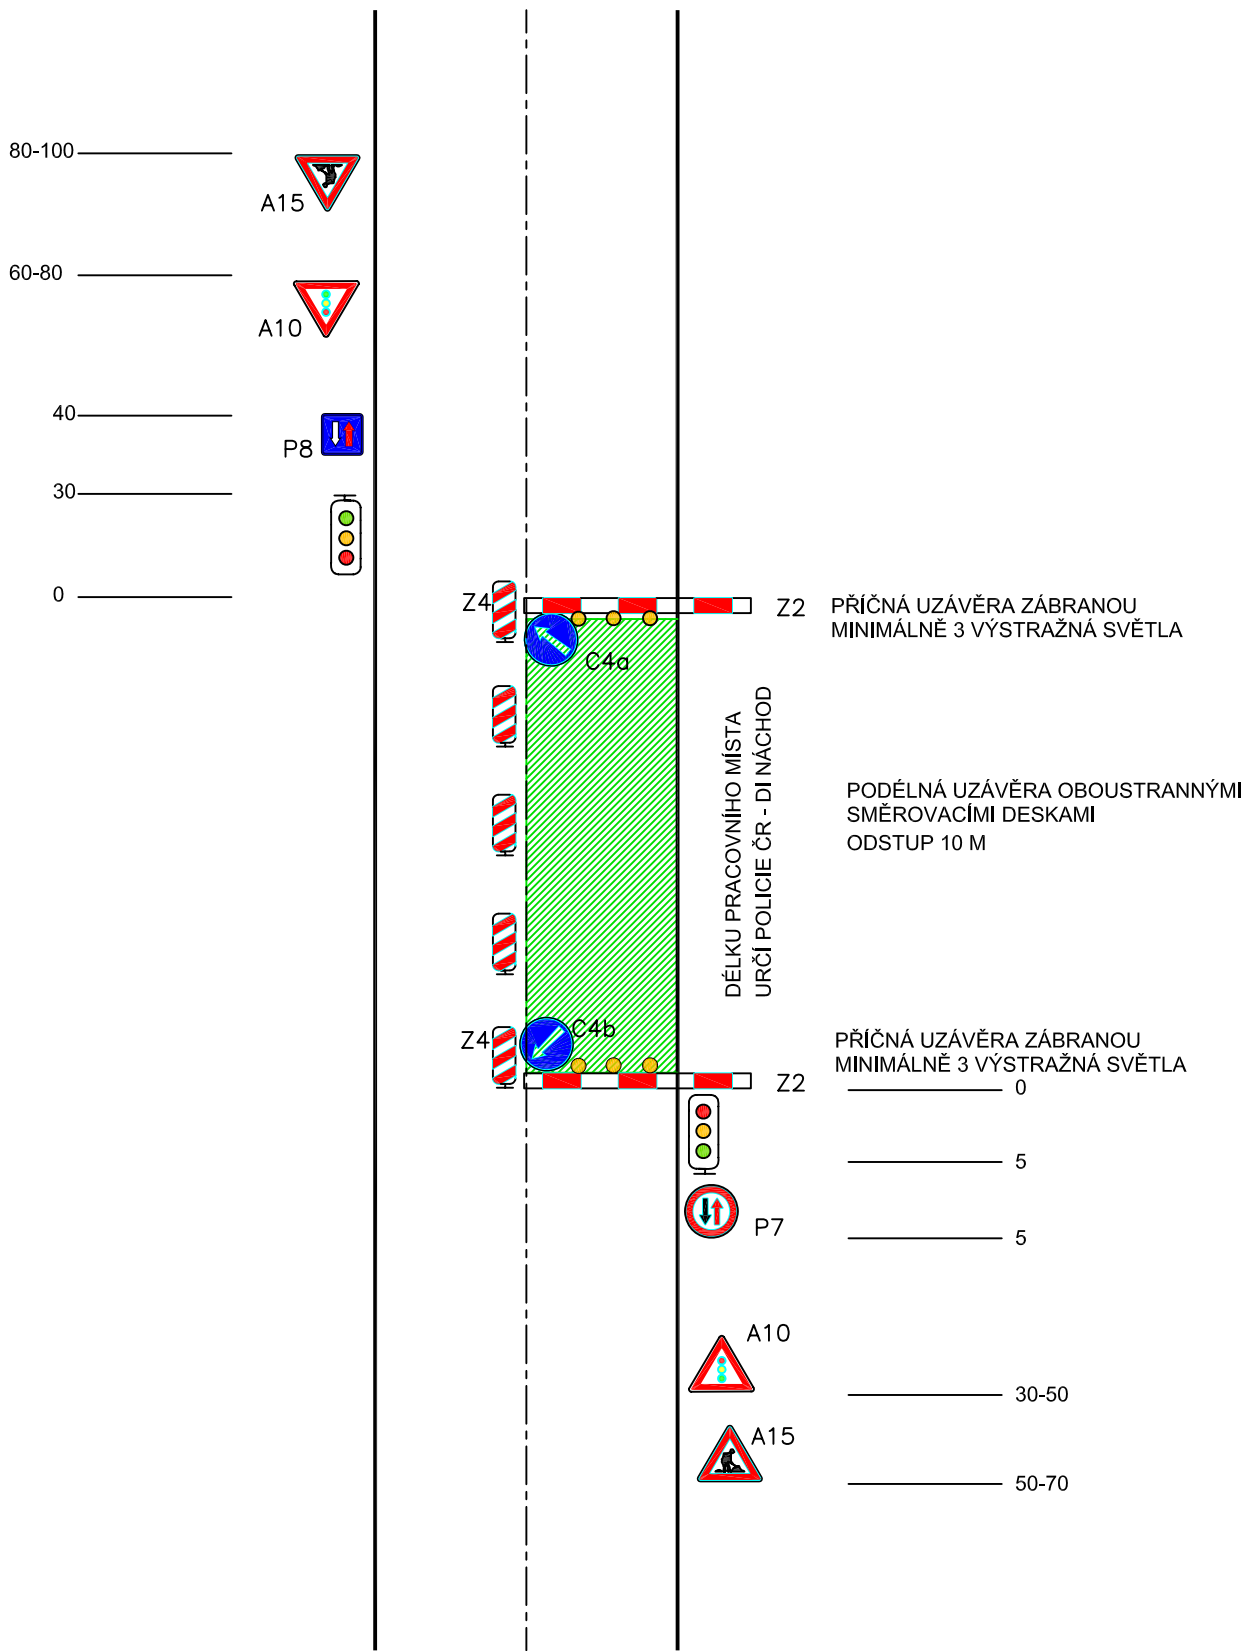 80-100
A15
60-80
A10
40
P8
30
0
Z4
Z2
PŘÍČNÁ UZÁVĚRA ZÁBRANOU
MINIMÁLNĚ 3 VÝSTRAŽNÁ SVĚTLA
C4a
DÉLKU PRACOVNÍHO MÍSTA
URČÍ POLICIE ČR - DI NÁCHOD
PODÉLNÁ UZÁVĚRA OBOUSTRANNÝMI
SMĚROVACÍMI DESKAMI
ODSTUP 10 M
Z4
C4b
PŘÍČNÁ UZÁVĚRA ZÁBRANOU
MINIMÁLNĚ 3 VÝSTRAŽNÁ SVĚTLA
Z2
0
5
P7
5
A10
30-50
A15
50-70